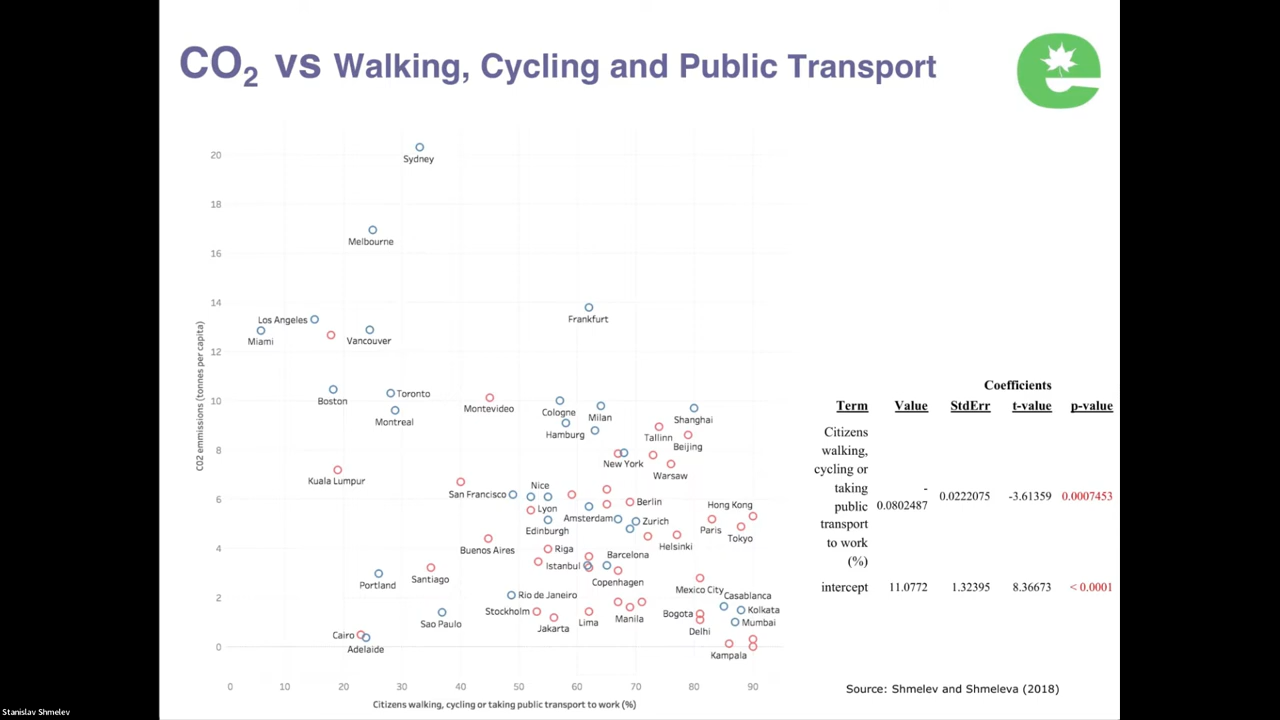 CO2 vs Walking, Cycling and Public Transport
20
Sydney
18
Melbourne
16
14
Frankfurt
Los Angeles
Miami
Vancouver
12
Boston
Toronto
Montreal
10
Montevideo
Cologne
Milan
Shanghai
Hamburg
Tallinn
Beijing
8
New York
Warsaw
Kuala Lumpur
San Francisco
Nice
6
Lyon
Berlin
Hong Kong
Edinburgh
Amsterdam
Zurich
Paris
Tokyo
Buenos Aires
Riga
Helsinki
4
Istanbul
Barcelona
Portland
Santiago
Copenhagen
Mexico City
Casablanca
2
Rio de Janeiro
Stockholm
Sao Paulo
Jakarta
Lima
Manila
Bogota
Kolkata
Delhi
Mumbai
Cairo
Adelaide
0
Kampala
0 10 20 30 40 50 60 70 80 90
CO2 emmissions (tonnes per capita)
Citizens walking, cycling or taking public transport to work (%)
Coefficients
Term Value StdErr t-value p-value
Citizens
walking,
cycling or
taking
public
transport
to work
(%)
-
0.0802487 0.0222075 -3.61359 0.0007453
intercept 11.0772 1.32395 8.36673 < 0.0001
Source: Shmelev and Shmeleva (2018)
Stanislav Shmelev